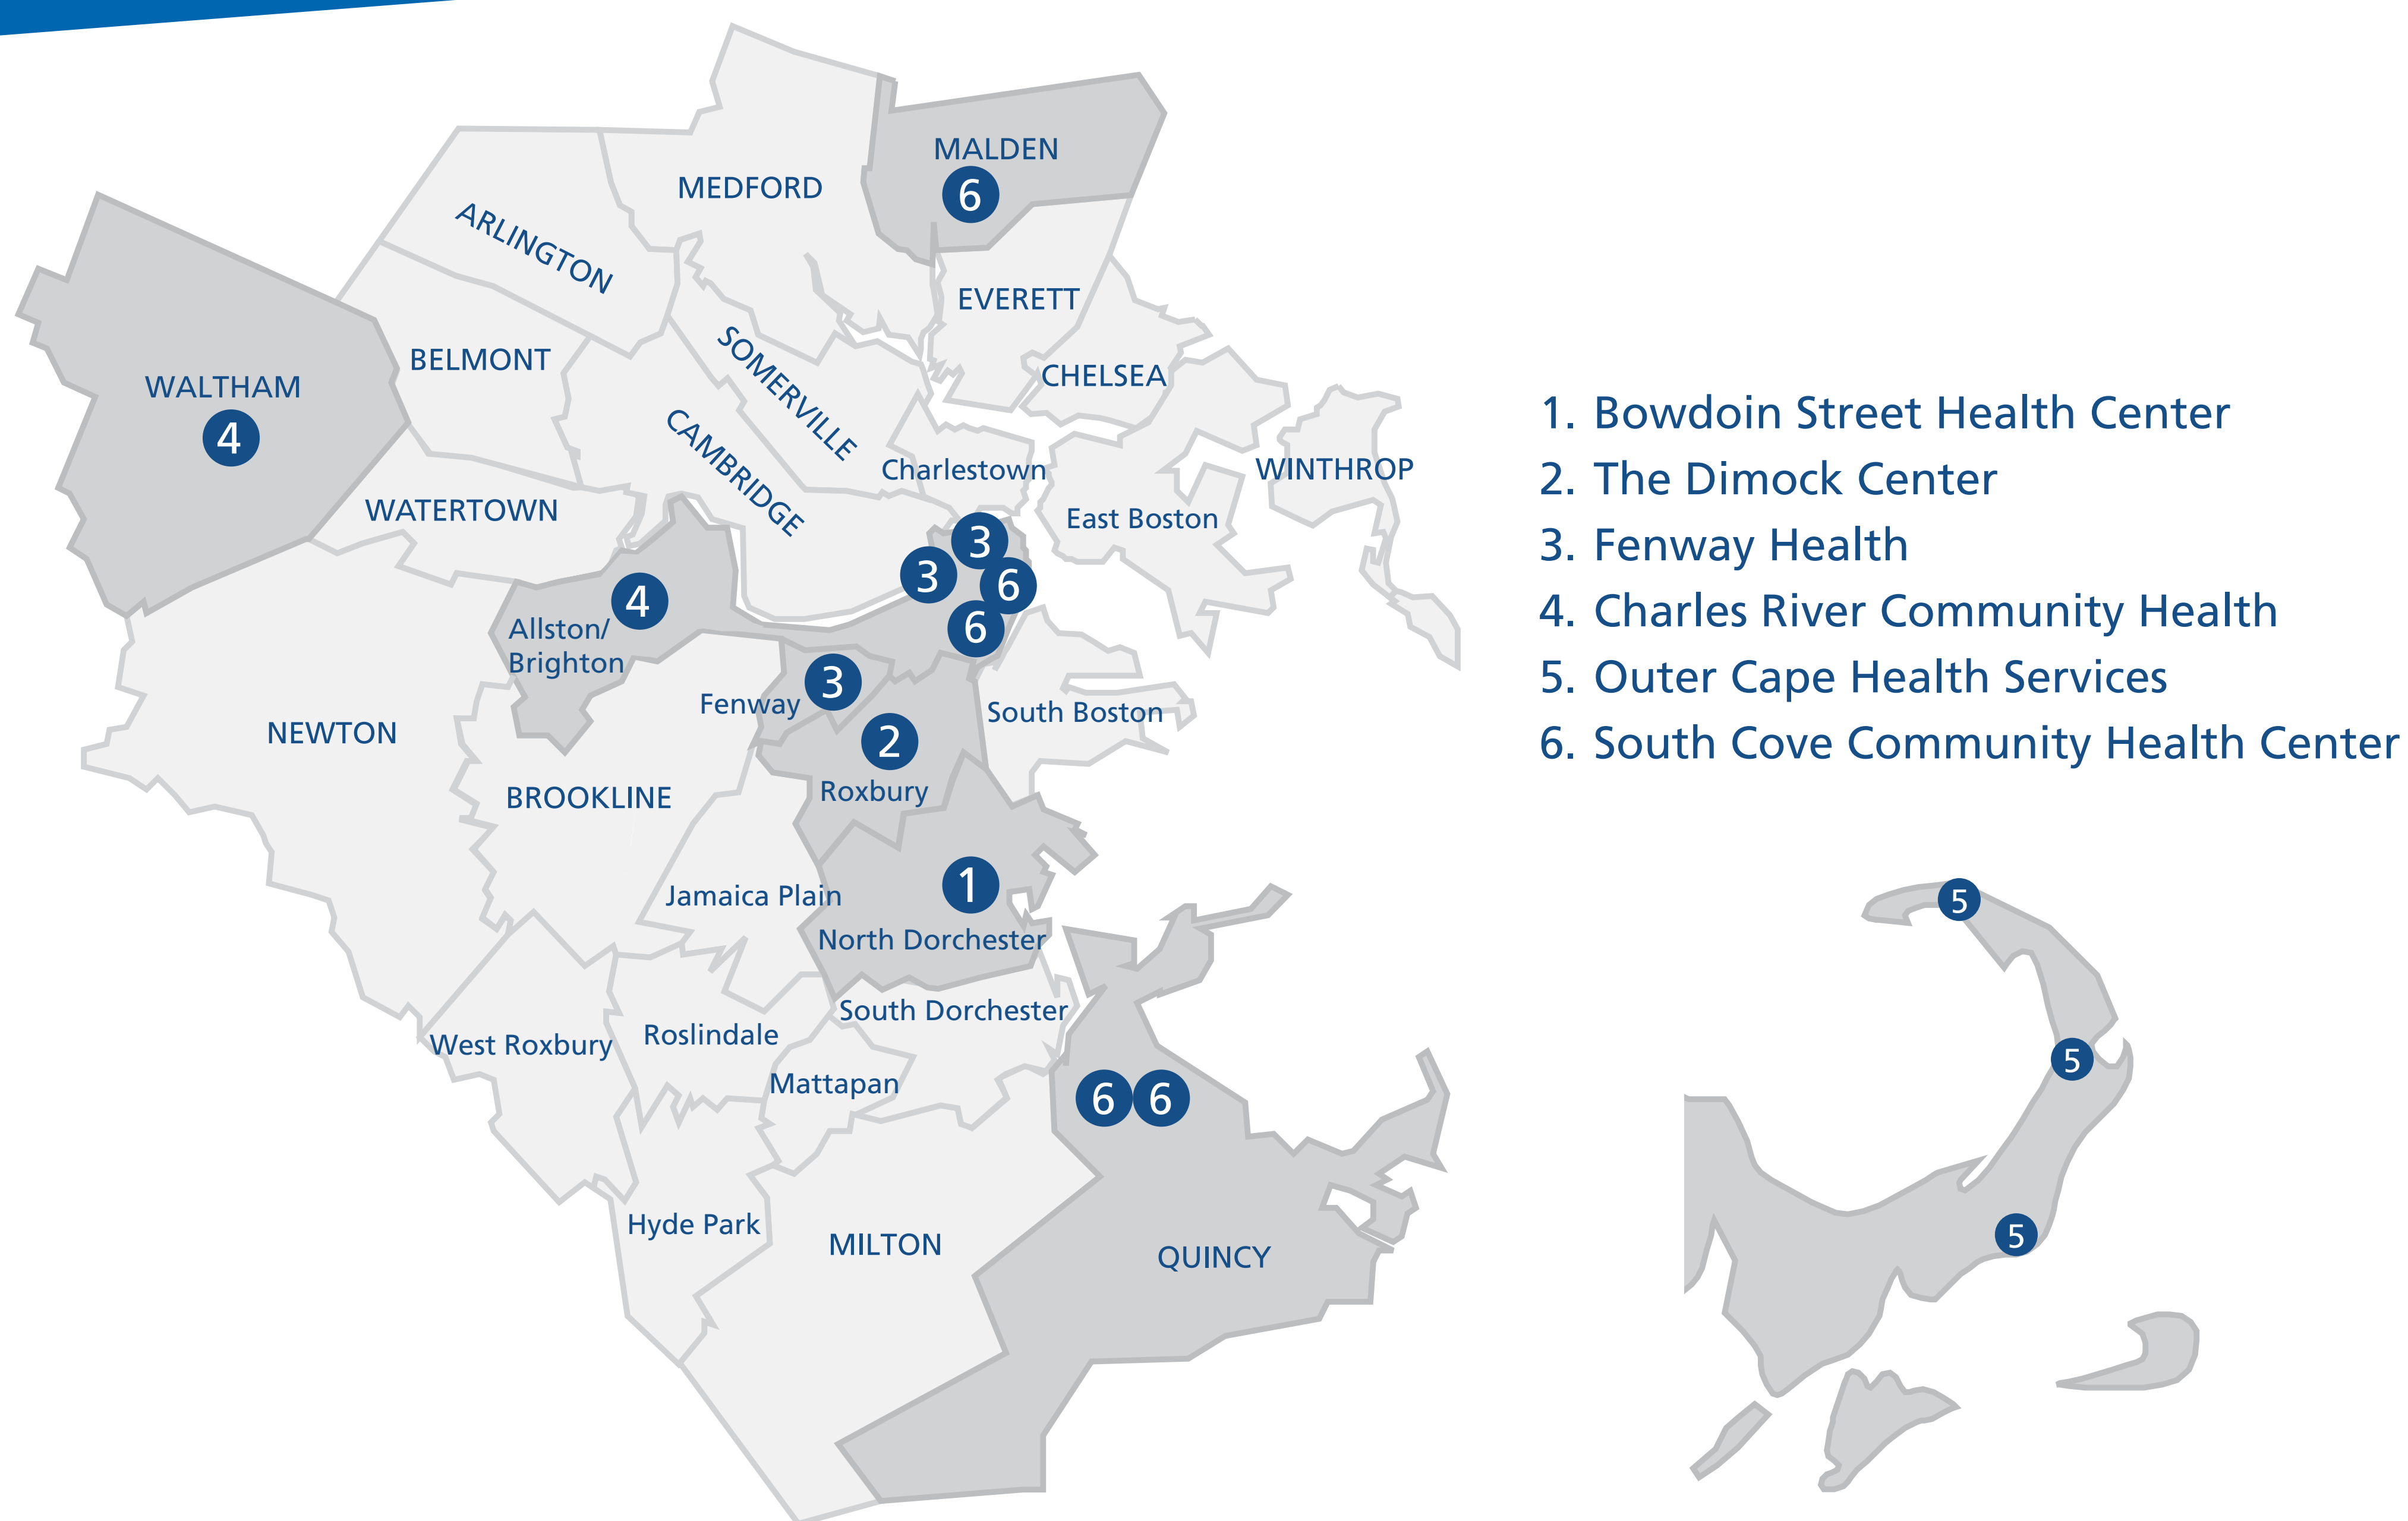 MALDEN
6
MEDFORD
ARLINGTON
EVERETT
SOMERVILLE
BELMONT
CHELSEA
WALTHAM
4
CAMBRIDGE
Charlestown
WINTHROP
WATERTOWN
East Boston
3
3
6
6
4
Allston/
Brighton
3
Fenway
South Boston
NEWTON
2
Roxbury
BROOKLINE
1
Jamaica Plain
North Dorchester
South Dorchester
West Roxbury
Roslindale
Mattapan
6
6
Hyde Park
MILTON
QUINCY
1. Bowdoin Street Health Center
2. The Dimock Center
3. Fenway Health
4. Charles River Community Health
5. Outer Cape Health Services
6. South Cove Community Health Center
5
5
5